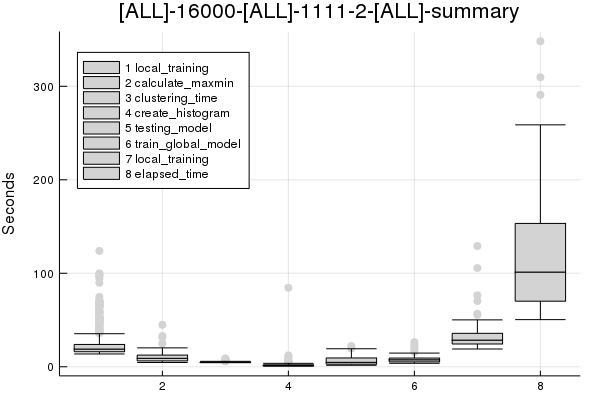 [ALL]-16000-[ALL]-1111-2-[ALL]-summary
1 local_training
2 calculate_maxmin
3 clustering_time
4 create_histogram
5 testing_model
6 train_global_model
7 local_training
8 elapsed_time
Seconds
300
200
100
0
2 4 6 8